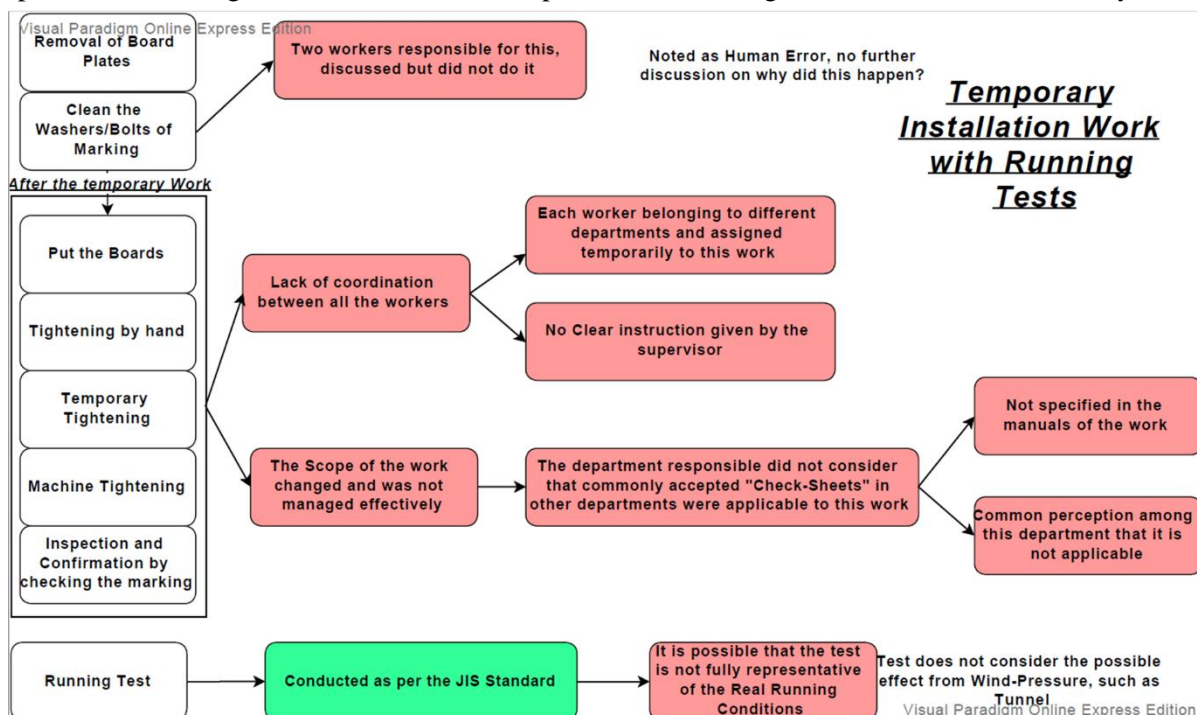 Visual Paradigm Online Express Edition
Removal of Board
Plates
Clean the
Washers/Bolts of
Marking
Two workers responsible for this,
discussed but did not do it
Noted as Human Error, no further
discussion on why did this happen?
Temporary
Installation Work
with Running
Tests
After the temporary Work
Put the Boards
Tightening by hand
Temporary
Tightening
Machine Tightening
Inspection and
Confirmation by
checking the marking
Lack of coordination
between all the workers
Each worker belonging to different
departments and assigned
temporarily to this work
No Clear instruction given by the
supervisor
The Scope of the work
changed and was not
managed effectively
The department responsible did not consider
that commonly accepted "Check-Sheets" in
other departments were applicable to this work
Not specified in the
manuals of the work
Common perception among
this department that it is
not applicable
Running Test
Conducted as per the JIS Standard
It is possible that the test
is not fully representative
of the Real Running
Conditions
Test does not consider the possible
effect from Wind-Pressure, such as
Tunnel
Visual Paradigm Online Express Edition